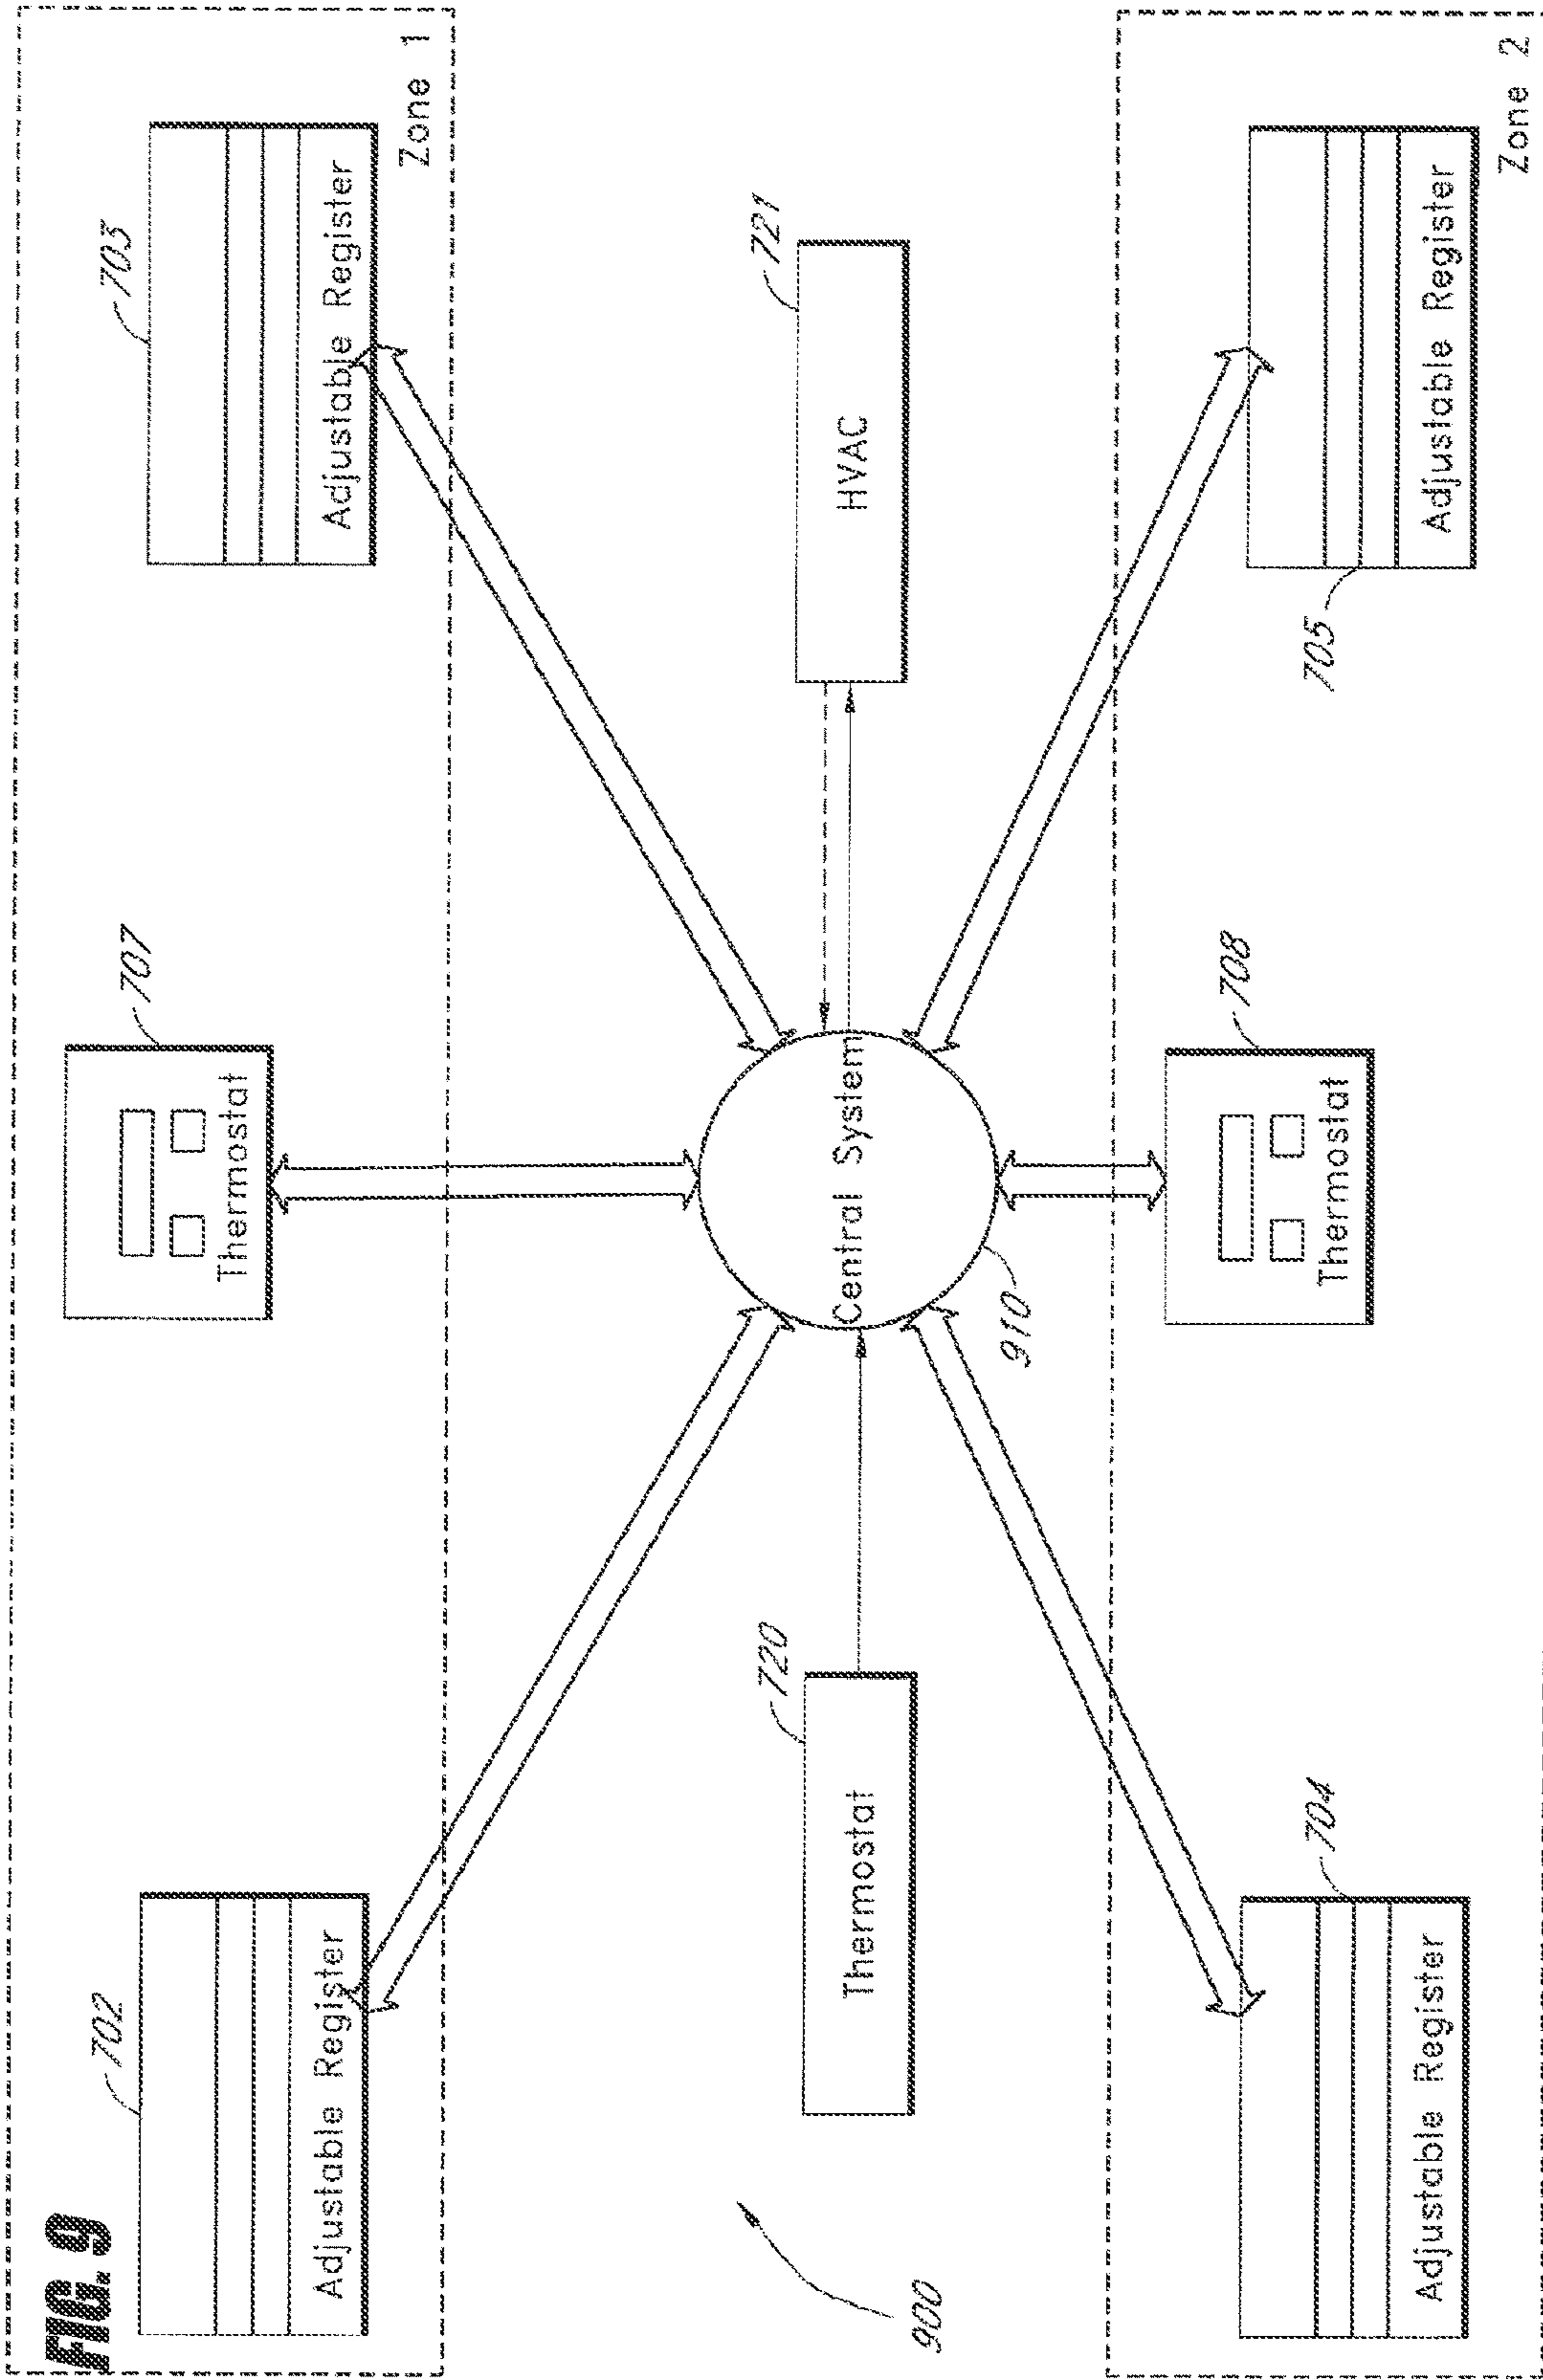 FIG. 9
702
Adjustable Register
707
Thermostat
703
Adjustable Register
Zone 1
720
Thermostat
Central System
910
721
HVAC
900
704
Adjustable Register
708
Thermostat
705
Adjustable Register
Zone 2